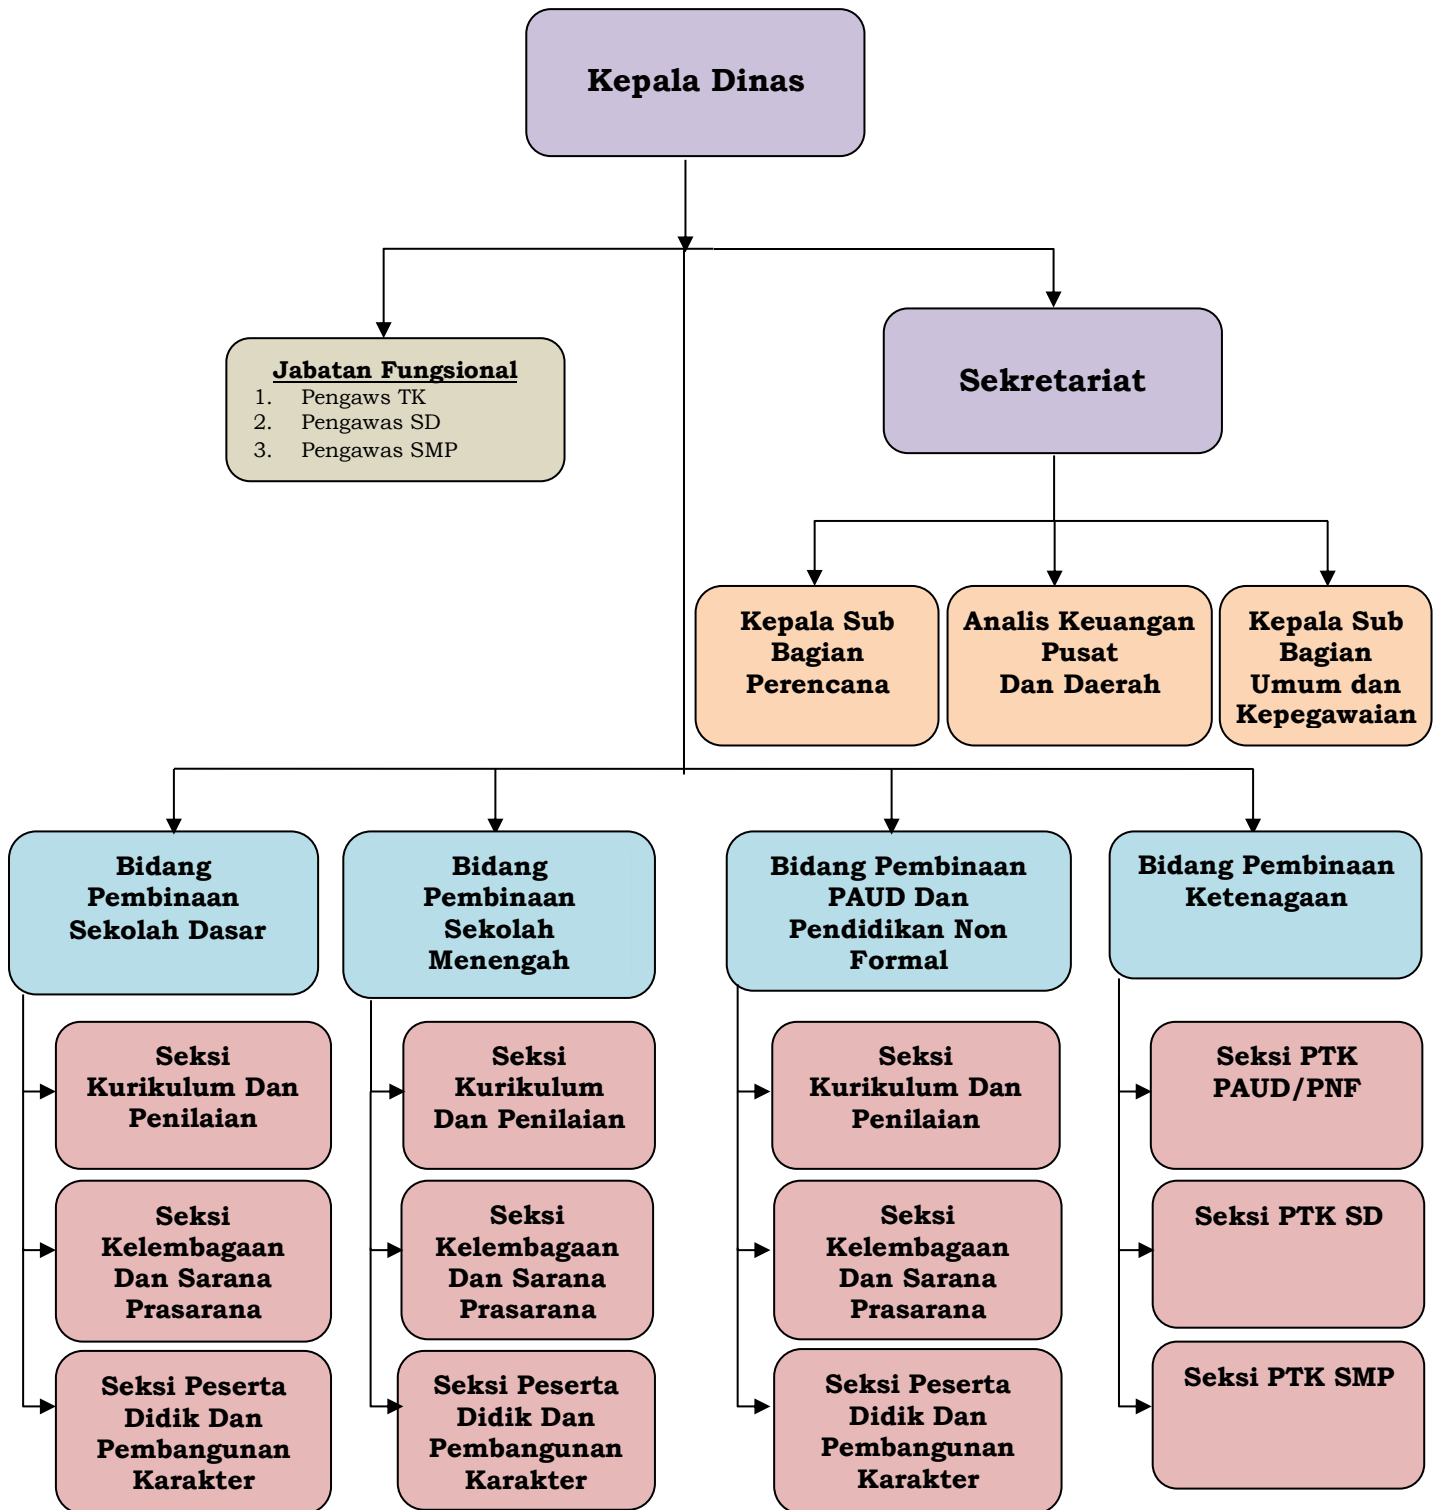 Kepala Dinas
Jabatan Fungsional
1. Pengaws TK
2. Pengawas SD
3. Pengawas SMP
Sekretariat
Kepala Sub
Bagian
Perencana
Analis Keuangan
Pusat
Dan Daerah
Kepala Sub
Bagian
Umum dan
Kepegawaian
Bidang
Pembinaan
Sekolah Dasar
Bidang
Pembinaan
Sekolah
Menengah
Bidang Pembinaan
PAUD Dan
Pendidikan Non
Formal
Bidang Pembinaan
Ketenagaan
Seksi
Kurikulum Dan
Penilaian
Seksi
Kurikulum
Dan Penilaian
Seksi
Kurikulum Dan
Penilaian
Seksi PTK
PAUD/PNF
Seksi
Kelembagaan
Dan Sarana
Prasarana
Seksi
Kelembagaan
Dan Sarana
Prasarana
Seksi
Kelembagaan
Dan Sarana
Prasarana
Seksi PTK SD
Seksi Peserta
Didik Dan
Pembangunan
Karakter
Seksi Peserta
Didik Dan
Pembangunan
Karakter
Seksi Peserta
Didik Dan
Pembangunan
Karakter
Seksi PTK SMP